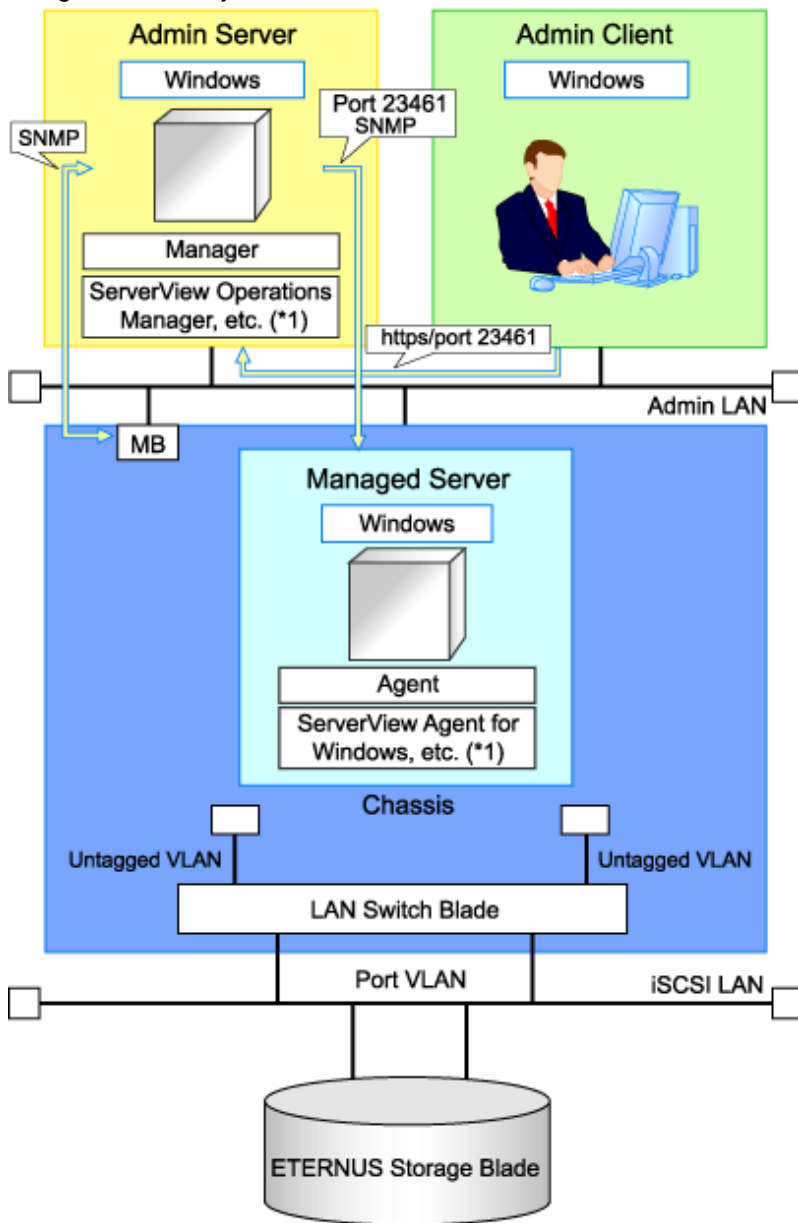 Admin Server
Admin Client
Windows
Windows
Port 23461
SNMP
SNMP
Manager
ServerView Operations
Manager, etc. (*1)
https/port 23461
Admin LAN
MB
Managed Server
Windows
Agent
ServerView Agent for
Windows, etc. (*1)
Chassis
Untagged VLAN
Untagged VLAN
LAN Switch Blade
Port VLAN
iSCSI LAN
ETERNUS Storage Blade